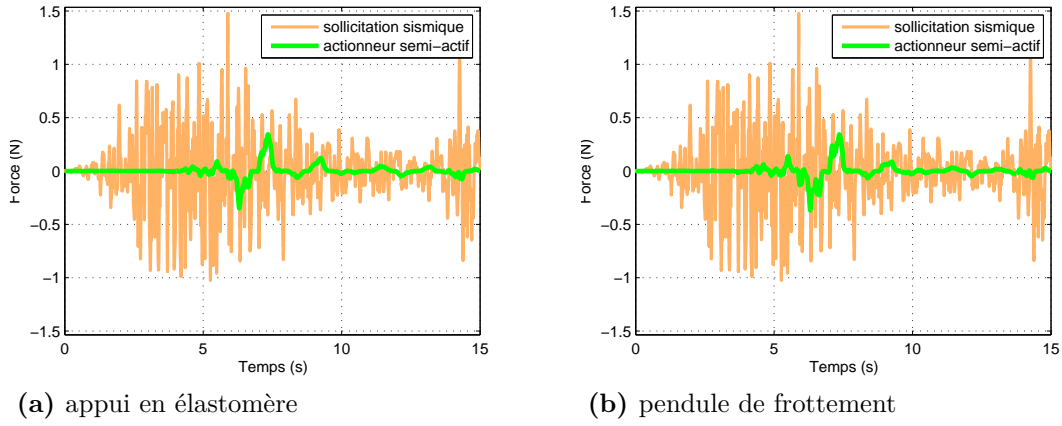 1.5
1
0.5
0
−0.5
−1
−1.5
Force (N)
sollicitation sismique
actionneur semi−actif
0
5
10
15
Temps (s)
(a) appui en élastomère
1.5
1
0.5
0
−0.5
−1
−1.5
Force (N)
sollicitation sismique
actionneur semi−actif
0
5
10
15
Temps (s)
(b) pendule de frottement